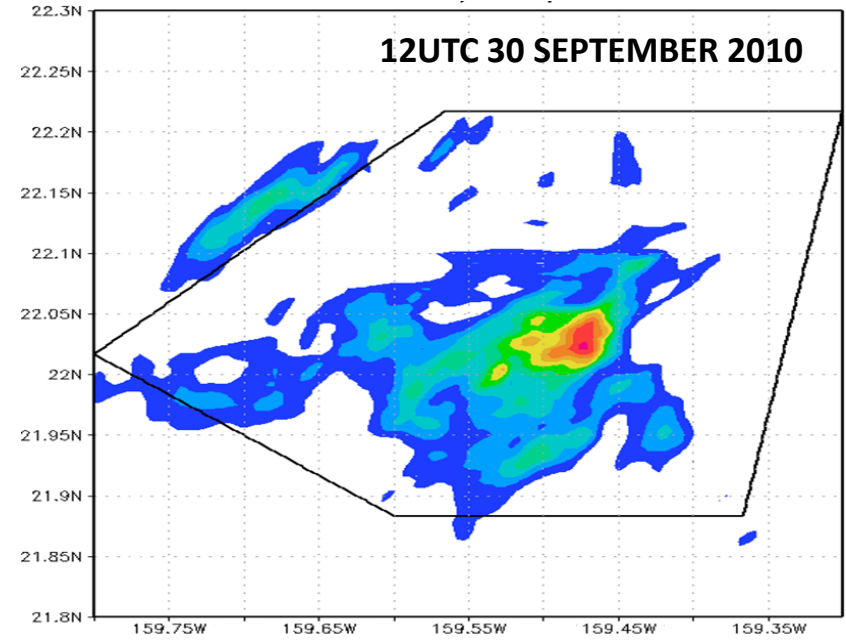 22.3N
12UTC 30 SEPTEMBER 2010
22.25N
22.2N
22.15N
22.1N
22.05N
22N
21.95N
21.9N
21.85N
21.8N
159.75W 159.65W 159.55W 159.45W 159.35W